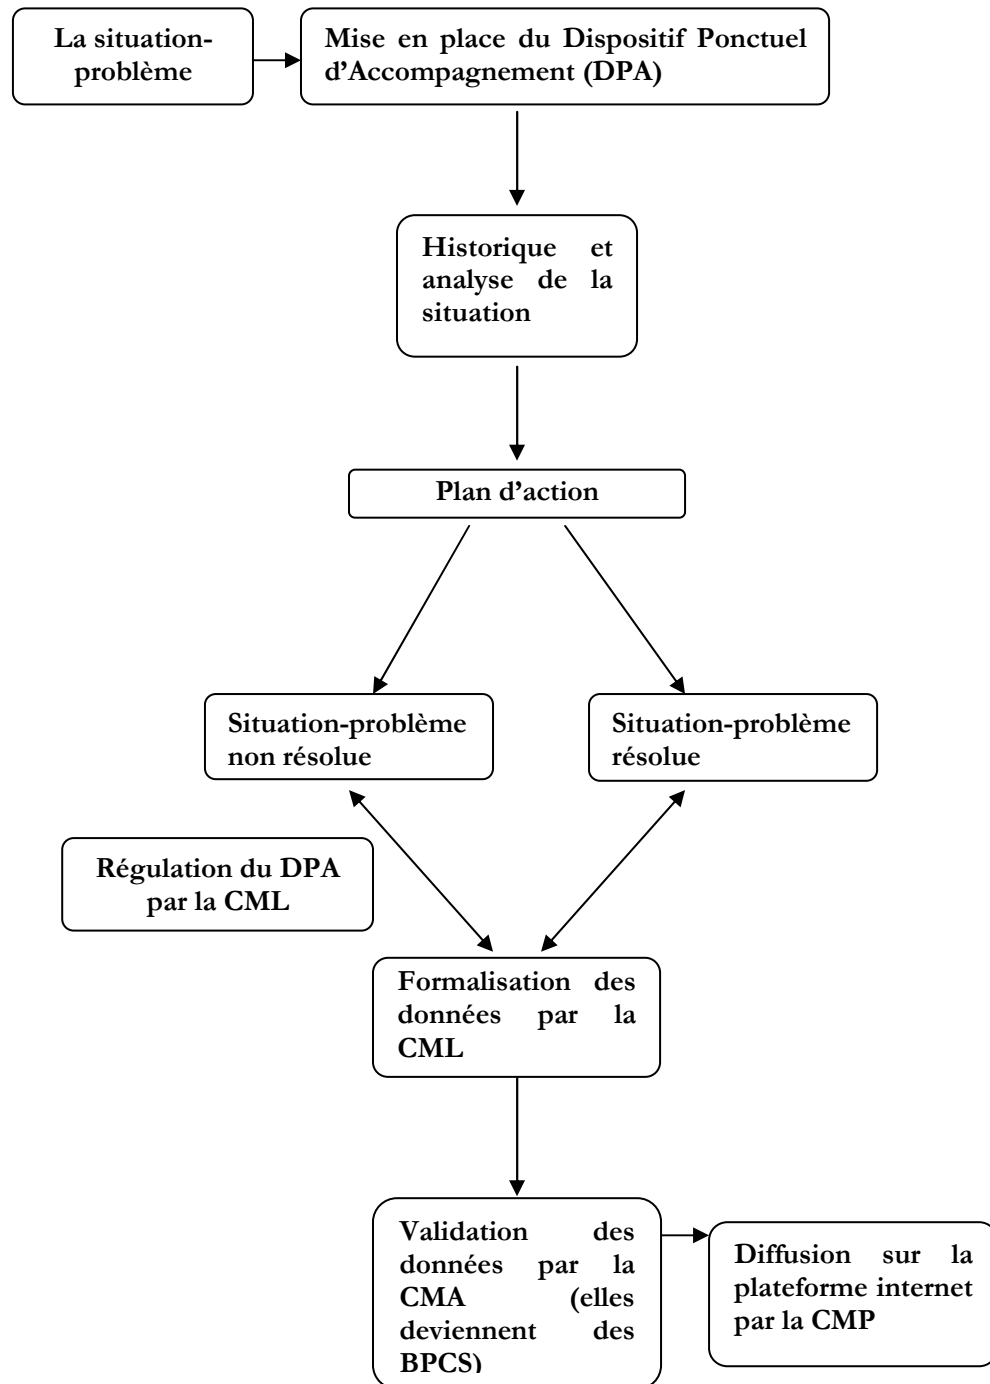 La situation-
problème
Mise en place du Dispositif Ponctuel
d’Accompagnement (DPA)
Historique et
analyse de la
situation
Plan d’action
Situation-problème
non résolue
Situation-problème
résolue
Régulation du DPA
par la CML
Formalisation des
données par la
CML
Validation des
données par la
CMA (elles
deviennent des
BPCS)
Diffusion sur la
plateforme internet
par la CMP